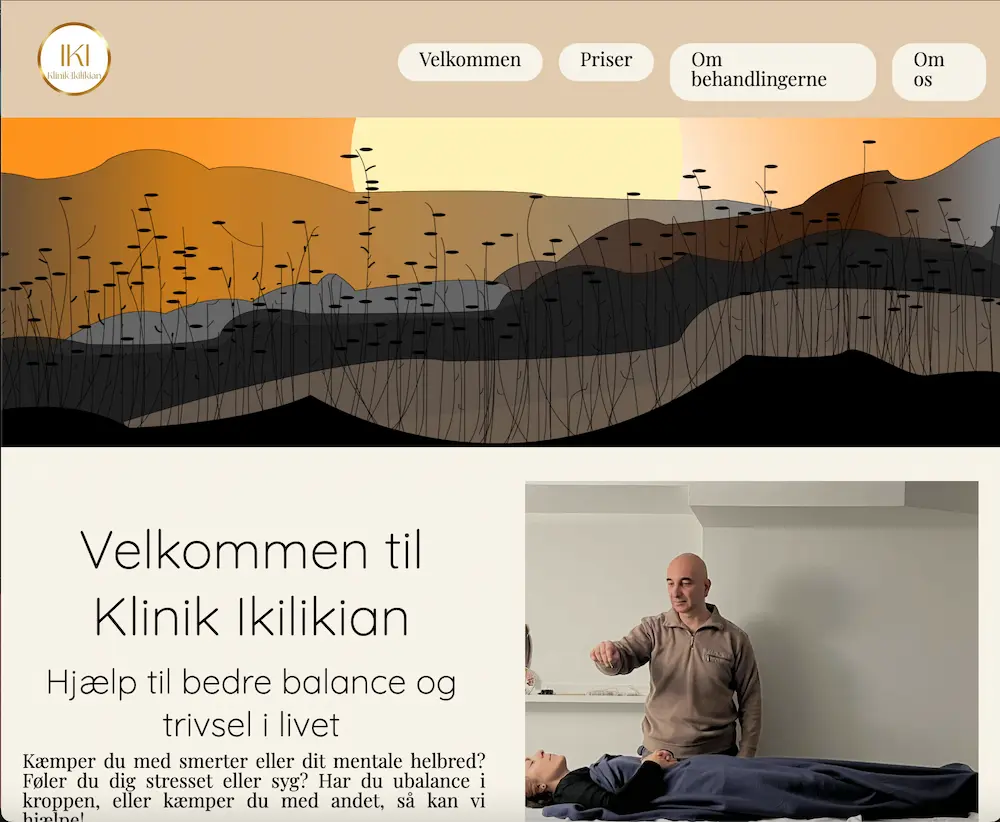 IKI
Klinik Ikilikian
Velkommen
Priser
Om
behandlingerne
Om
os
Velkommen til
Klinik Ikilikian
Hjælp til bedre balance og
trivsel i livet
Kæmper du med smerter eller dit mentale helbred?
Føler du dig stresset eller syg? Har du ubalance i
kroppen, eller kæmper du med andet, så kan vi
hjælpe!